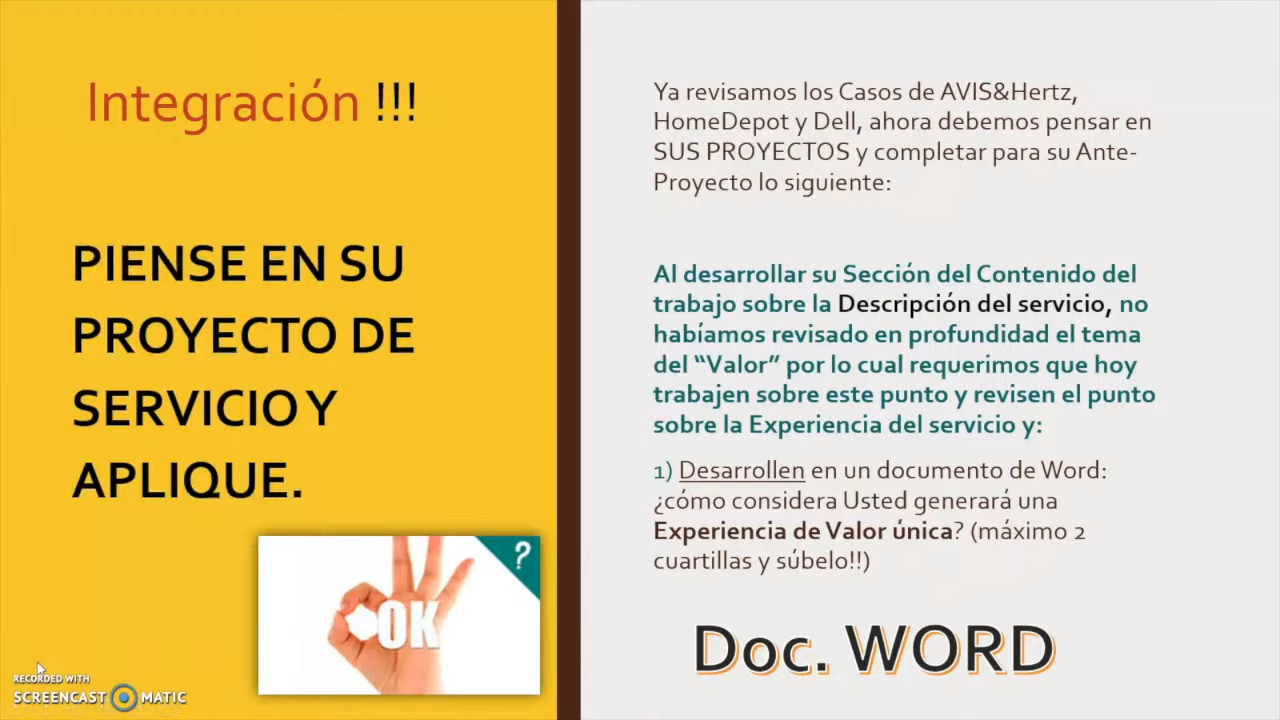 Integración !!!
PIENSE EN SU
PROYECTO DE
SERVICIO Y
APLIQUE.
?
OK
RECORDED WITH
SCREENCAST MATIC
Ya revisamos los Casos de AVIS&Hertz,
HomeDepot y Dell, ahora debemos pensar en
SUS PROYECTOS y completar para su Ante-
Proyecto lo siguiente:
Al desarrollar su Sección del Contenido del
trabajo sobre la Descripción del servicio, no
habíamos revisado en profundidad el tema
del “Valor” por lo cual requerimos que hoy
trabajen sobre este punto y revisen el punto
sobre la Experiencia del servicio y:
1) Desarrollen en un documento de Word:
¿cómo considera Usted generará una
Experiencia de Valor única? (máximo 2
cuartillas y súbelo!!)
Doc. WORD